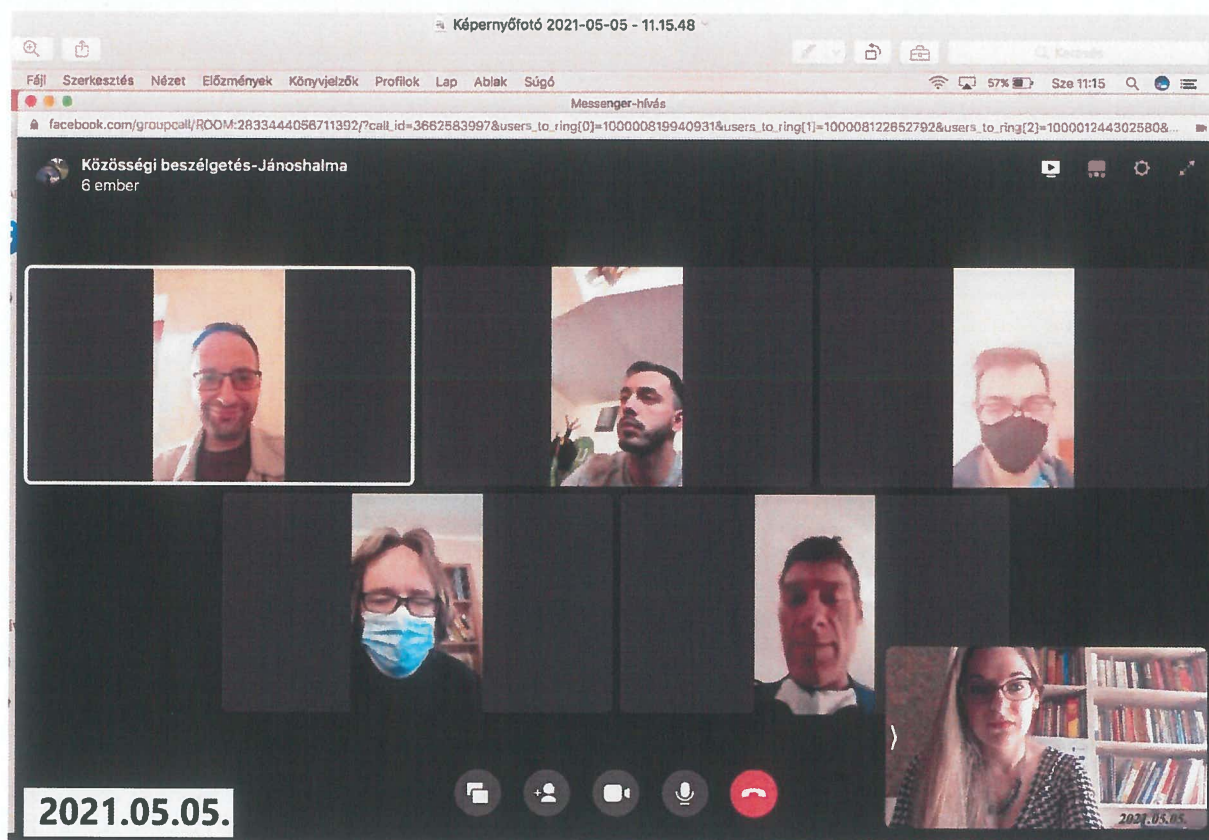 Képernyőfotó 2021-05-05 - 11.15.48
Keresés
Fájl Szerkesztés Nézet Előzmények Könyvjelzők Profilok Lap Ablak Súgó 57% Sze 11:15
Messenger-hívás
facebook.com/groupcall/ROOM:2833444056711392/?call_id=3662583997&users_to_ring[0]=100000819940931&users_to_ring[1]=100008122652792&users_to_ring[2]=100001244302580&...
Közösségi beszélgetés-Jánoshalma
6 ember
2021.05.05.
2021.05.05.